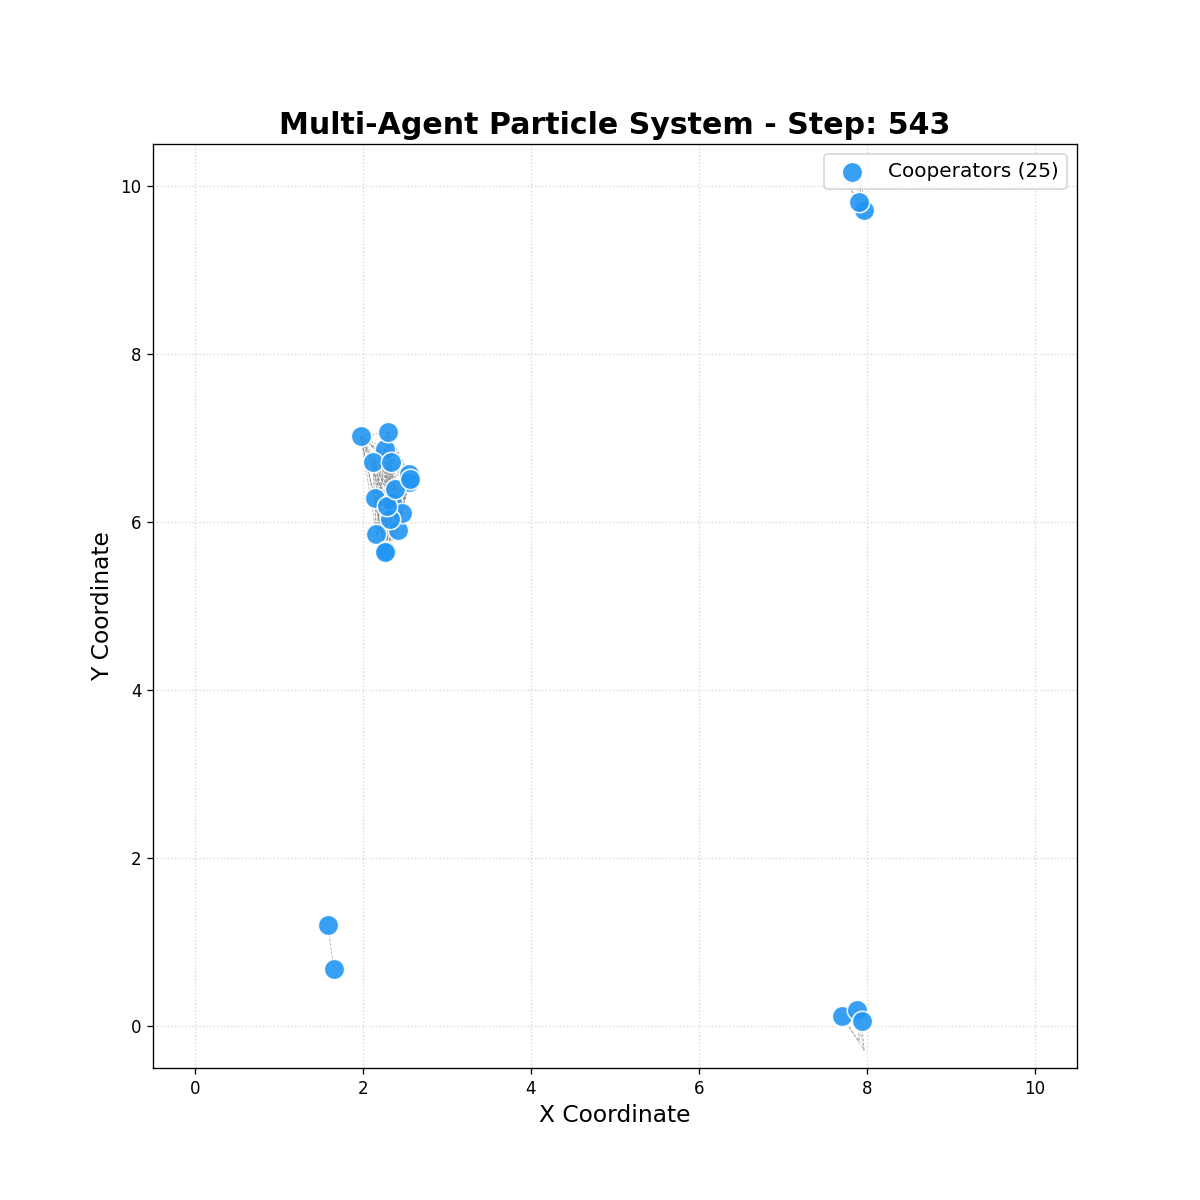 Multi-Agent Particle System - Step: 543
Cooperators (25)
10
8
6
4
2
0
Y Coordinate
0 2 4 6 8 10
X Coordinate